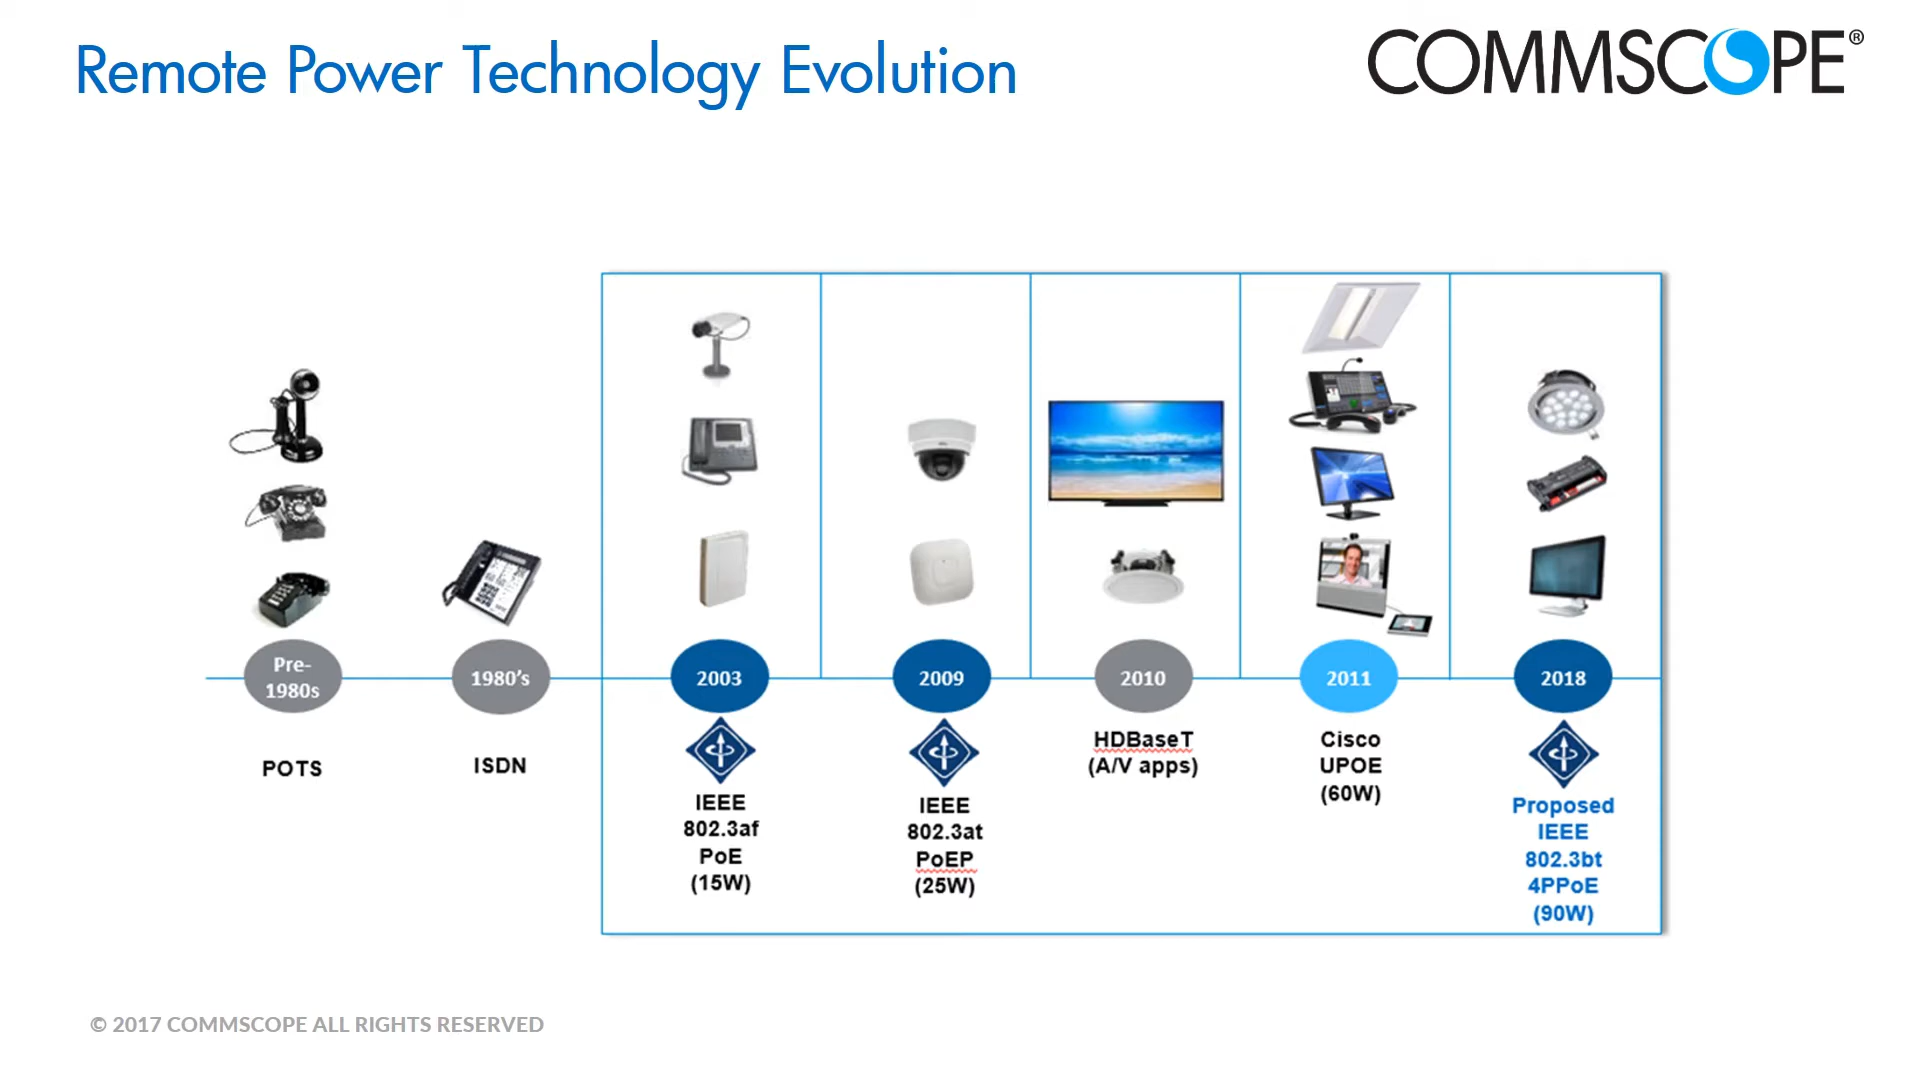 Remote Power Technology Evolution
COMMSCOPE®
Pre-
1980s
1980's
2003
2009
2010
2011
2018
POTS
ISDN
IEEE
802.3af
PoE
(15W)
IEEE
802.3at
PoEP
(25W)
HDBaseT
(A/V apps)
Cisco
UPOE
(60W)
Proposed
IEEE
802.3bt
4PPoE
(90W)
© 2017 COMMSCOPE ALL RIGHTS RESERVED